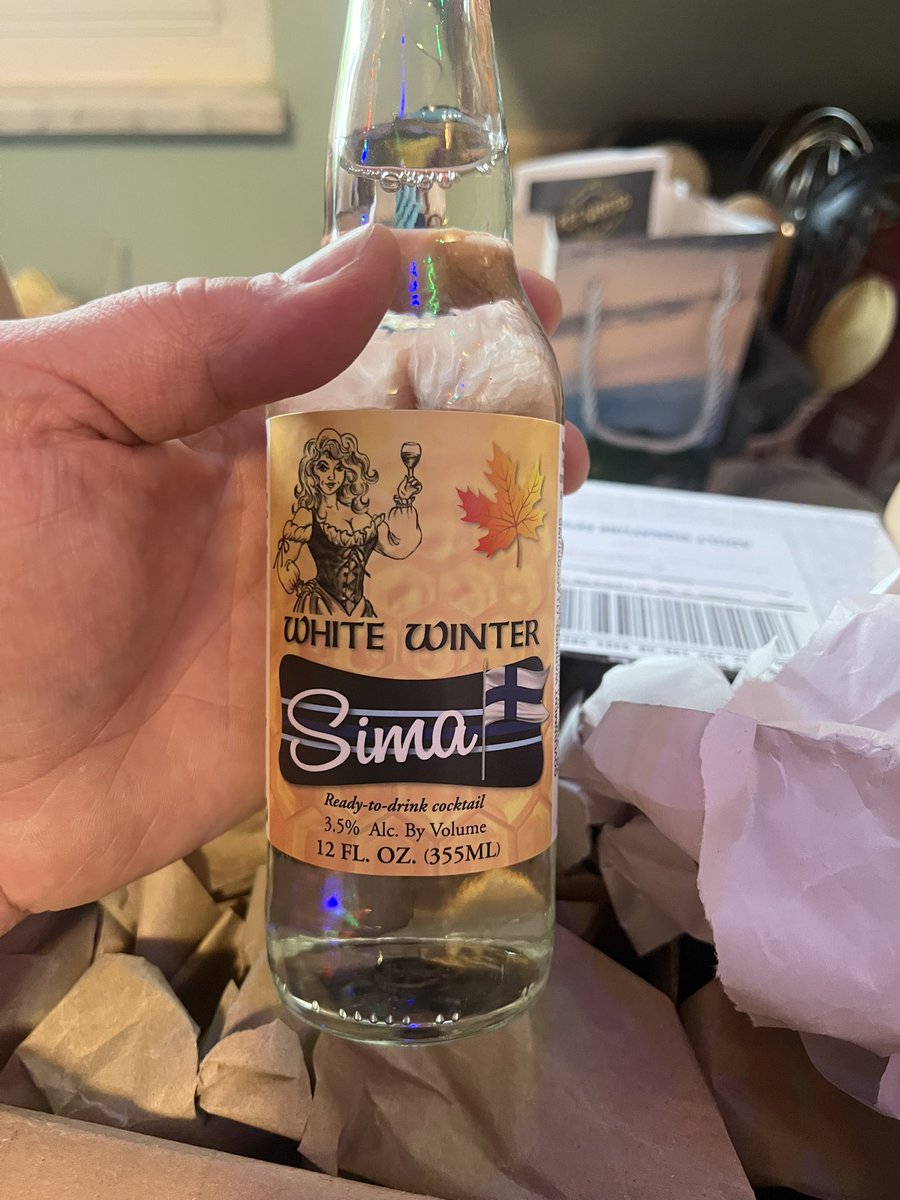 WHITE WINTER
Sima
Ready-to-drink cocktail
3.5% Alc. By Volume
12 FL. OZ. (355ML)